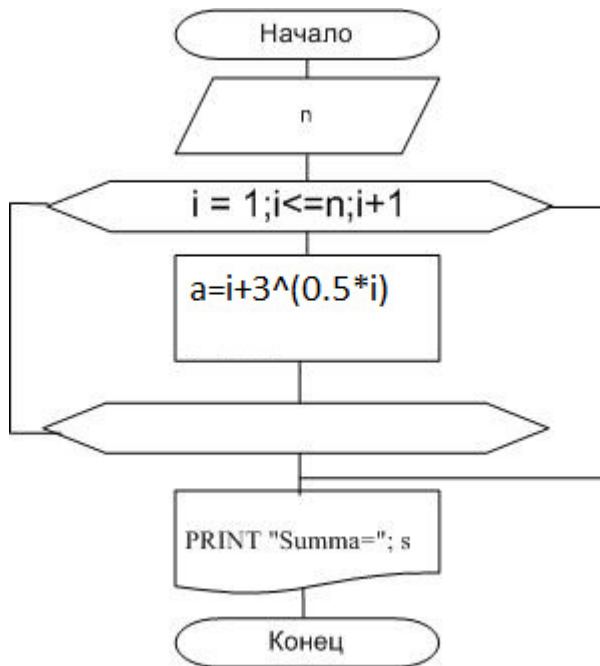 Начало
n
i = 1;i<=n;i+1
a=i+3^(0.5*i)
PRINT "Summa="; s
Конец